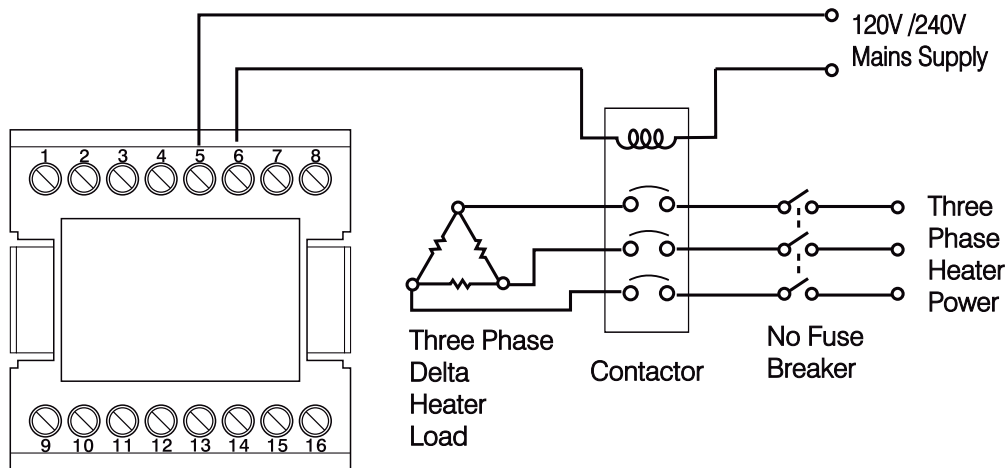 120V /240V
Mains Supply
1 2 3 4 5 6 7 8
Three
Phase
Heater
Power
Three Phase
Delta
Heater
Load
Contactor
No Fuse
Breaker
9 10 11 12 13 14 15 16